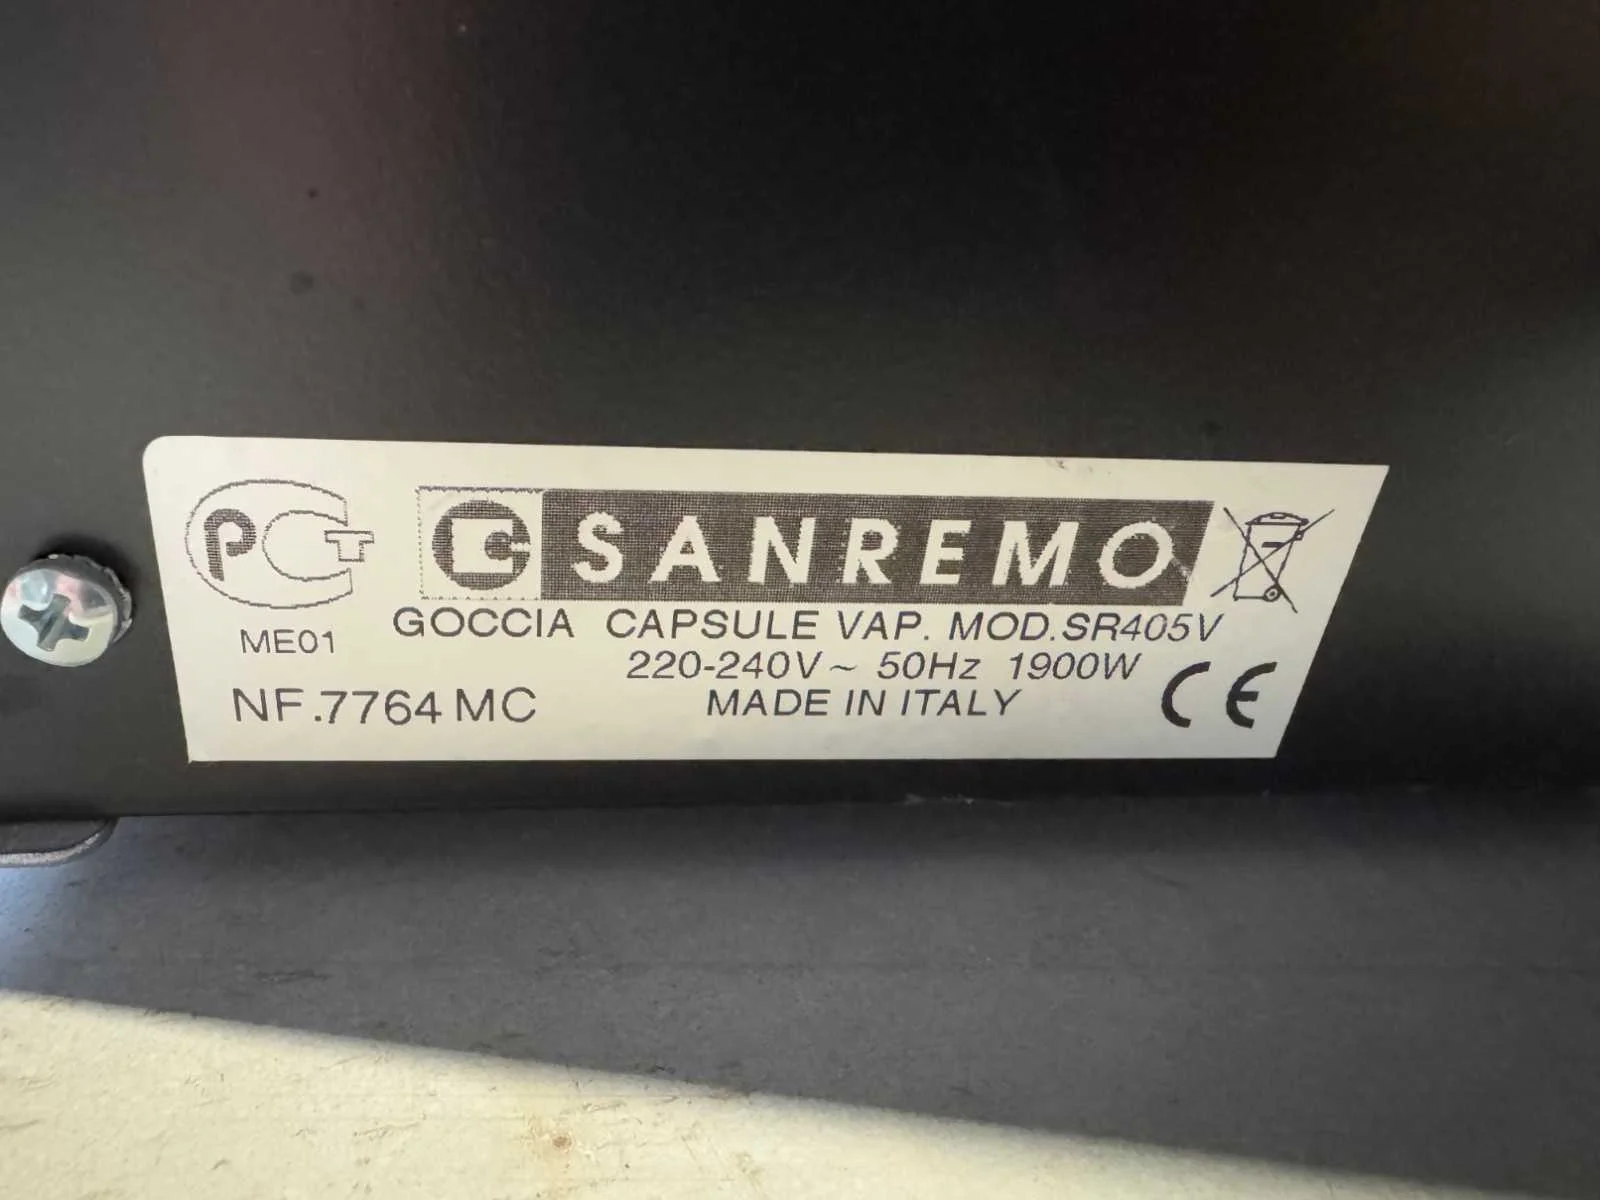 PCT
SANREMO
ME01
GOCCIA CAPSULE VAP. MOD.SR405V
220-240V~ 50Hz 1900W
NF.7764 MC
MADE IN ITALY
CE